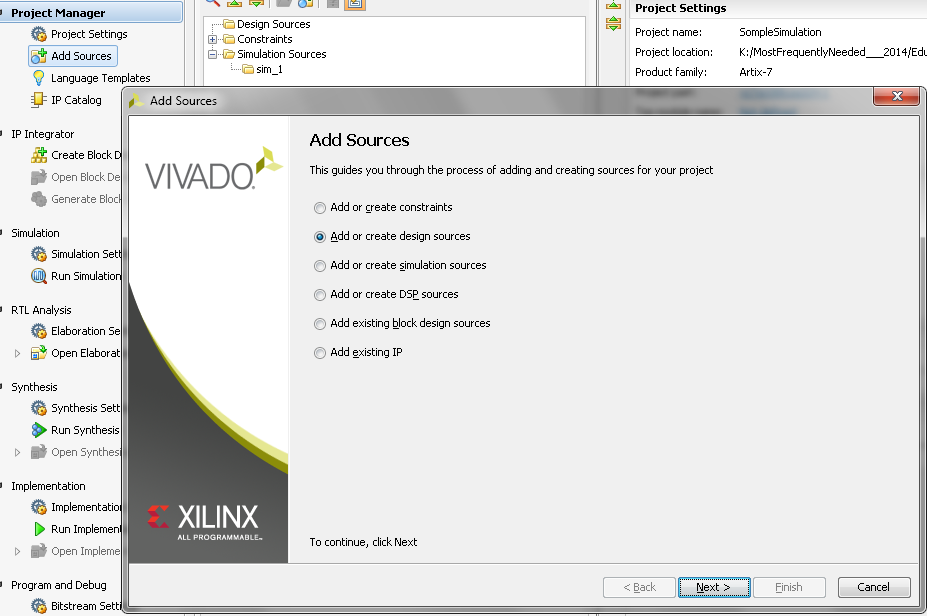 Project Manager
Project Settings
Add Sources
Language Templates
IP Catalog
IP Integrator
Create Block D
Open Block De
Generate Block
Simulation
Simulation Sett
Run Simulation
RTL Analysis
Elaboration Se
Open Elaborat
Synthesis
Synthesis Sett
Run Synthesis
Open Synthesi
Implementation
Implementation
Run Implement
Open Impleme
Program and Debug
Bitstream Setti
Design Sources
Constraints
Simulation Sources
sim_1
Project Settings
Project name: SampleSimulation
Project location: K:/MostFrequentlyNeeded___2014/Edu
Product family: Artix-7
Add Sources
VIVADO
XILINX
ALL PROGRAMMABLE™
Add Sources
This guides you through the process of adding and creating sources for your project
Add or create constraints
Add or create design sources
Add or create simulation sources
Add or create DSP sources
Add existing block design sources
Add existing IP
To continue, click Next
< Back
Next >
Finish
Cancel